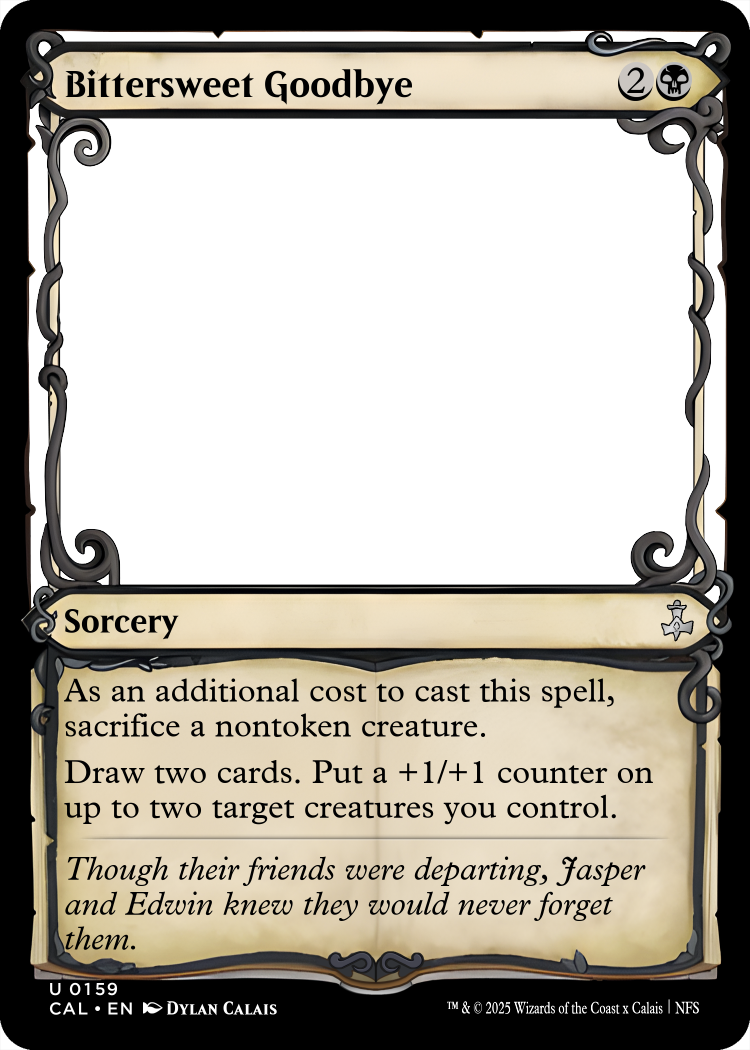 Bittersweet Goodbye 2
Sorcery
As an additional cost to cast this spell,
sacrifice a nontoken creature.
Draw two cards. Put a +1/+1 counter on
up to two target creatures you control.
Though their friends were departing, Jasper
and Edwin knew they would never forget
them.
U 0159
CAL • EN Dylan Calais ™ & © 2025 Wizards of the Coast x Calais | NFS